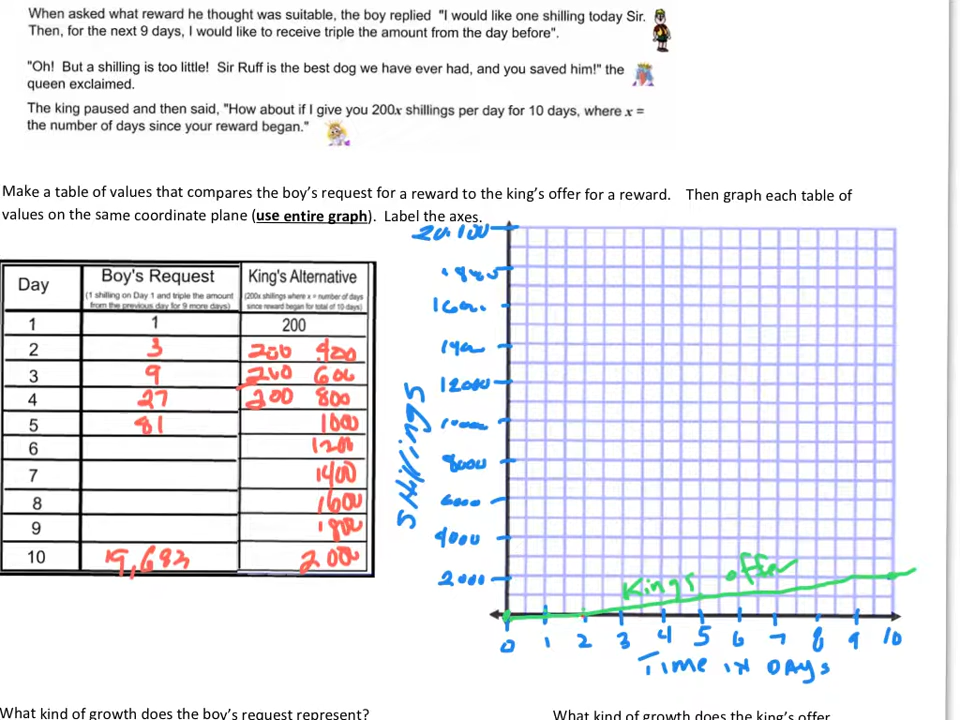 When asked what reward he thought was suitable, the boy replied "I would like one shilling today Sir.
Then, for the next 9 days, I would like to receive triple the amount from the day before".
"Oh! But a shilling is too little! Sir Ruff is the best dog we have ever had, and you saved him!" the
queen exclaimed.
The king paused and then said, "How about if I give you 200x shillings per day for 10 days, where x =
the number of days since your reward began."
Make a table of values that compares the boy's request for a reward to the king's offer for a reward. Then graph each table of
values on the same coordinate plane (use entire graph). Label the axes.
Day Boy's Request King's Alternative
(1 shilling on Day 1 and triple the amount
from the previous day for 9 more days)
(200x shillings where x = number of days
since reward began for total of 10 days)
1 1 200
2 3 200 400
3 9 200 600
4 27 200 800
5 81 1000
6 1200
7 1400
8 1600
9 1800
10 19,683 2000
20,100
12000
8000
6000
4000
2000
Shillings
Kings offer
0 1 2 3 4 5 6 7 8 9 10
Time in Days
What kind of growth does the boy's request represent?
What kind of growth does the king's offer